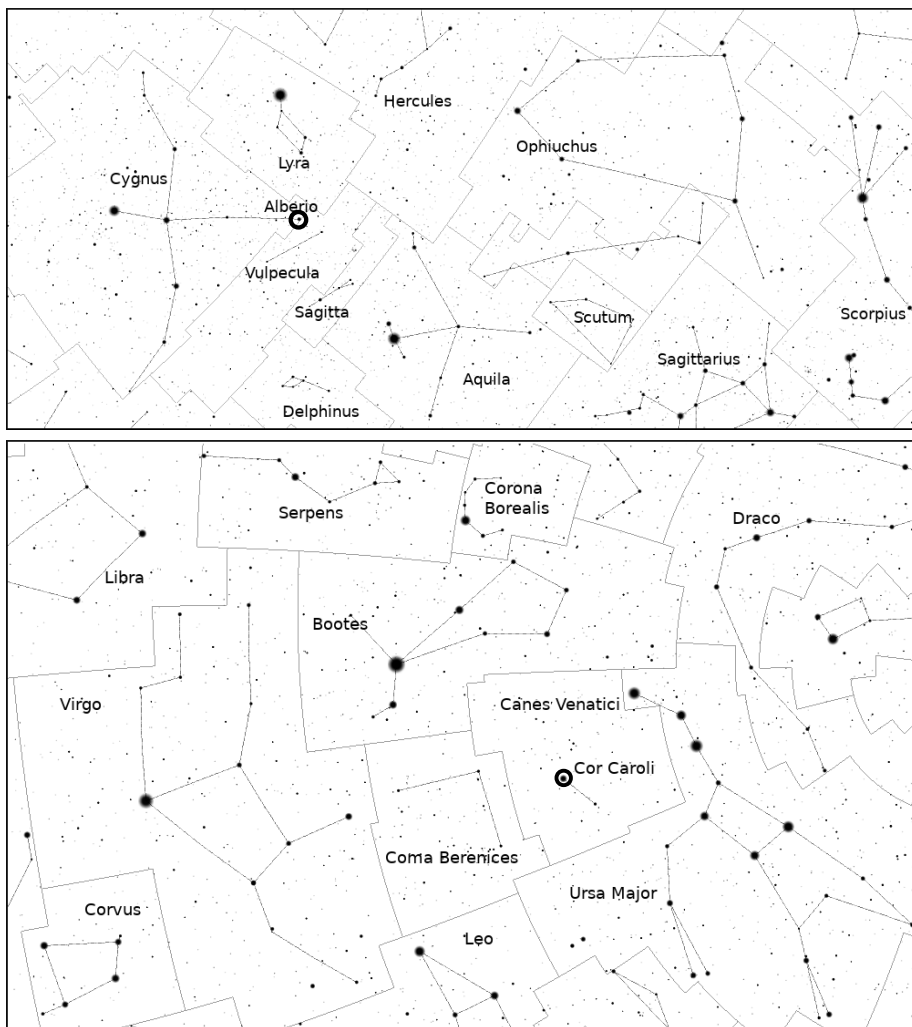 Hercules
Ophiuchus
Lyra
Cygnus
Alberio
Vulpecula
Sagitta
Scutum
Scorpius
Sagittarius
Aquila
Delphinus
Corona
Borealis
Serpens
Draco
Libra
Bootes
Virgo
Canes Venatici
Cor Caroli
Coma Berenices
Ursa Major
Corvus
Leo